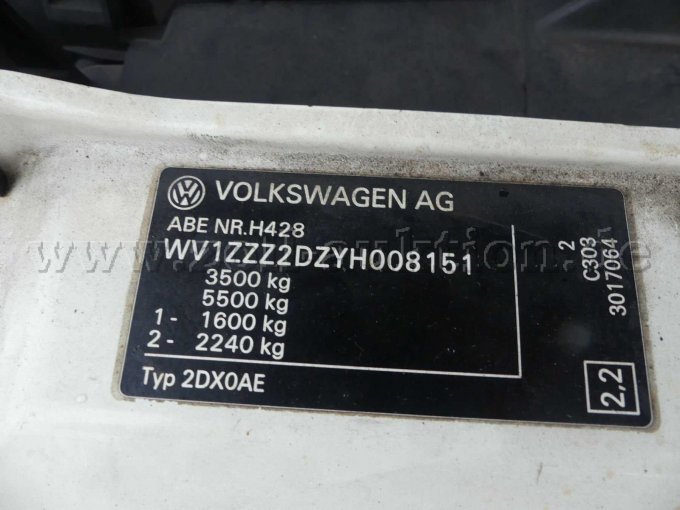 VOLKSWAGEN AG
ABE NR.H428
WV1ZZZ2DZYH008151
3500 kg
5500 kg
1- 1600 kg
2- 2240 kg
Typ 2DX0AE
2
C303
3017064
2,2